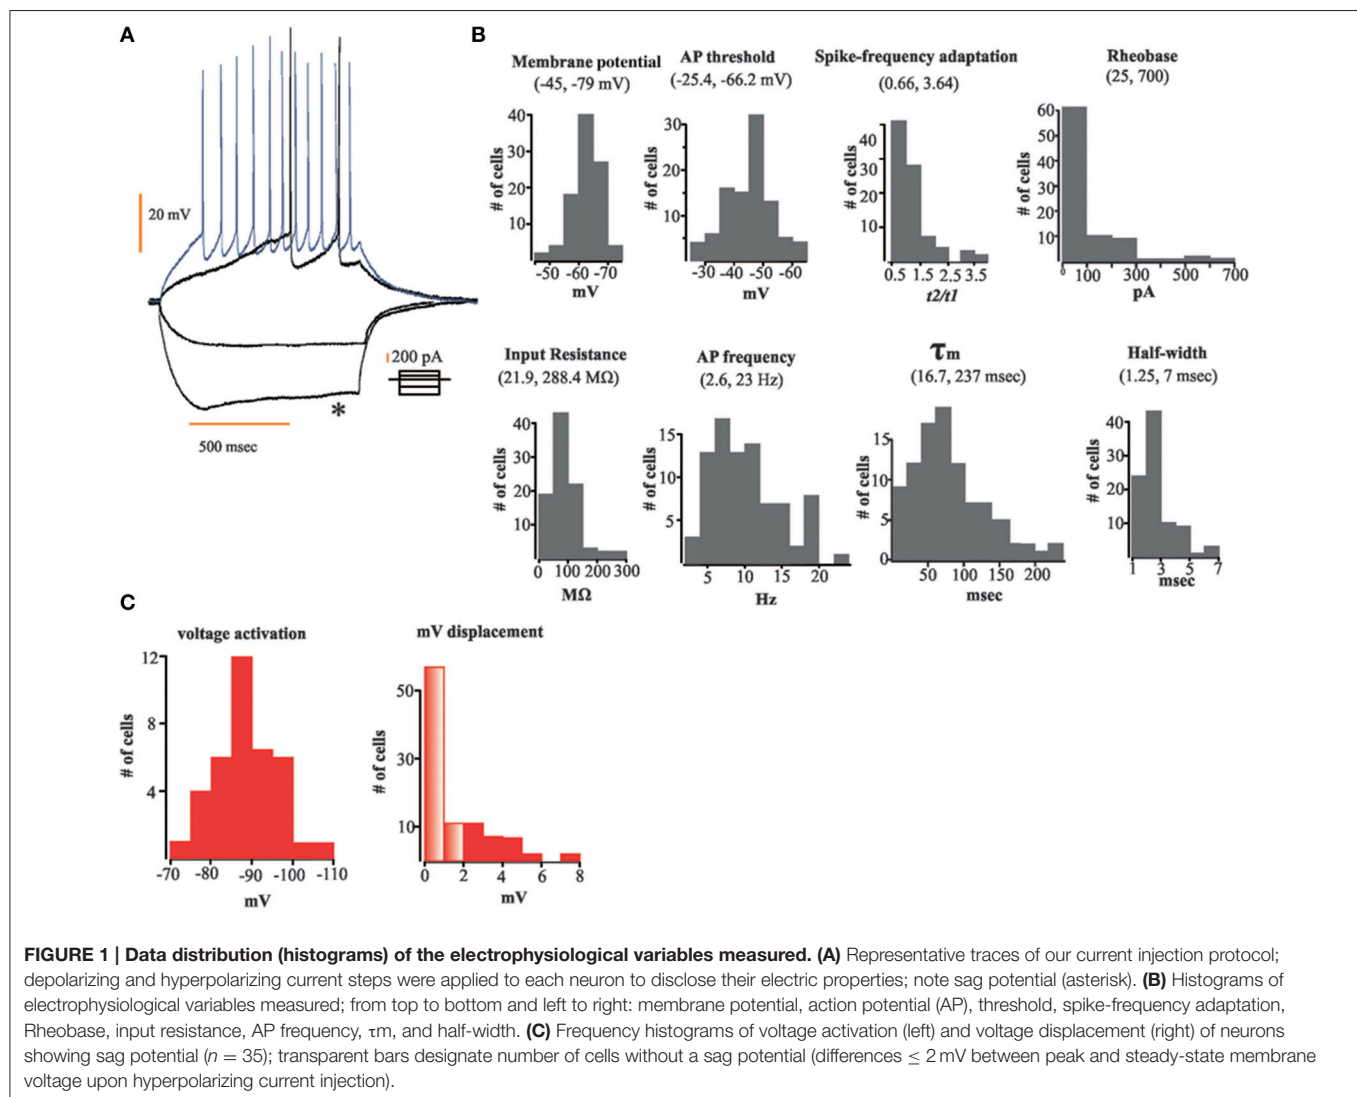 A
20 mV
200 pA
*
500 msec
B
Membrane potential
(-45, -79 mV)
# of cells
40
30
20
10
-50 -60 -70
mV
AP threshold
(-25.4, -66.2 mV)
# of cells
30
20
10
-30 -40 -50 -60
mV
Spike-frequency adaptation
(0.66, 3.64)
# of cells
40
30
20
10
0.5 1.5 2.5 3.5
t2/t1
Rheobase
(25, 700)
# of cells
60
50
40
30
20
10
0 100 300 500 700
pA
Input Resistance
(21.9, 288.4 MΩ)
# of cells
40
30
20
10
0 100 200 300
MΩ
AP frequency
(2.6, 23 Hz)
# of cells
15
10
5
5 10 15 20
Hz
τm
(16.7, 237 msec)
# of cells
15
10
5
0
50 100 150 200
msec
Half-width
(1.25, 7 msec)
# of cells
40
30
20
10
1 3 5 7
msec
C
voltage activation
# of cells
12
8
4
-70 -80 -90 -100 -110
mV
mV displacement
# of cells
50
30
10
0 2 4 6 8
mV
FIGURE 1 | Data distribution (histograms) of the electrophysiological variables measured. (A) Representative traces of our current injection protocol;
depolarizing and hyperpolarizing current steps were applied to each neuron to disclose their electric properties; note sag potential (asterisk). (B) Histograms of
electrophysiological variables measured; from top to bottom and left to right: membrane potential, action potential (AP), threshold, spike-frequency adaptation,
Rheobase, input resistance, AP frequency, τm, and half-width. (C) Frequency histograms of voltage activation (left) and voltage displacement (right) of neurons
showing sag potential (n = 35); transparent bars designate number of cells without a sag potential (differences ≤ 2 mV between peak and steady-state membrane
voltage upon hyperpolarizing current injection).